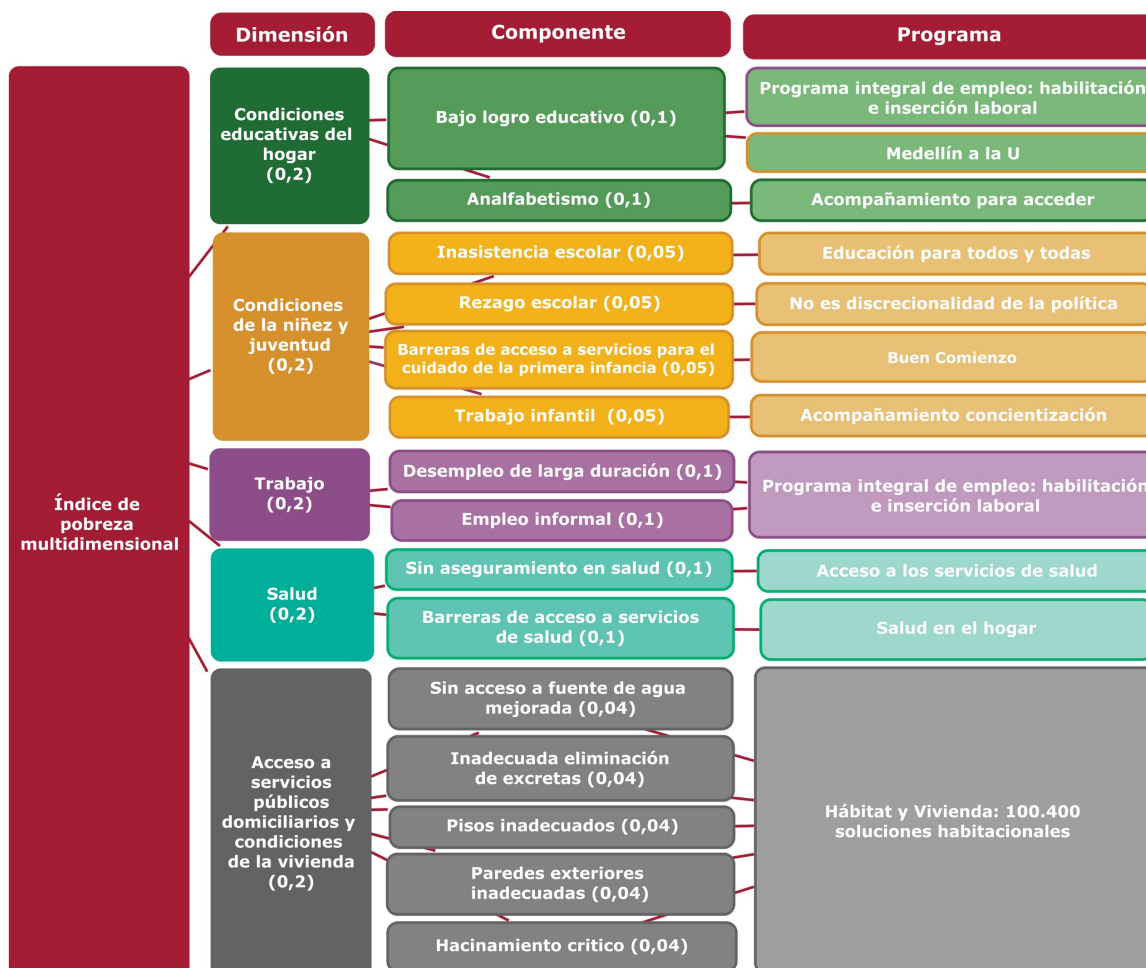 Dimensión
Componente
Programa
Índice de
pobreza
multidimensional
Condiciones
educativas del
hogar
(0,2)
Bajo logro educativo (0,1)
Programa integral de empleo: habilitación
e inserción laboral
Medellín a la U
Analfabetismo (0,1)
Acompañamiento para acceder
Condiciones
de la niñez y
juventud
(0,2)
Inasistencia escolar (0,05)
Educación para todos y todas
Rezago escolar (0,05)
No es discrecionalidad de la política
Barreras de acceso a servicios para el
cuidado de la primera infancia (0,05)
Buen Comienzo
Trabajo infantil (0,05)
Acompañamiento concientización
Trabajo
(0,2)
Desempleo de larga duración (0,1)
Empleo informal (0,1)
Programa integral de empleo: habilitación
e inserción laboral
Salud
(0,2)
Sin aseguramiento en salud (0,1)
Acceso a los servicios de salud
Barreras de acceso a servicios
de salud (0,1)
Salud en el hogar
Acceso a
servicios
públicos
domiciliarios y
condiciones
de la vivienda
(0,2)
Sin acceso a fuente de agua
mejorada (0,04)
Inadecuada eliminación
de excretas (0,04)
Pisos inadecuados (0,04)
Paredes exteriores
inadecuadas (0,04)
Hacinamiento critico (0,04)
Hábitat y Vivienda: 100.400
soluciones habitacionales